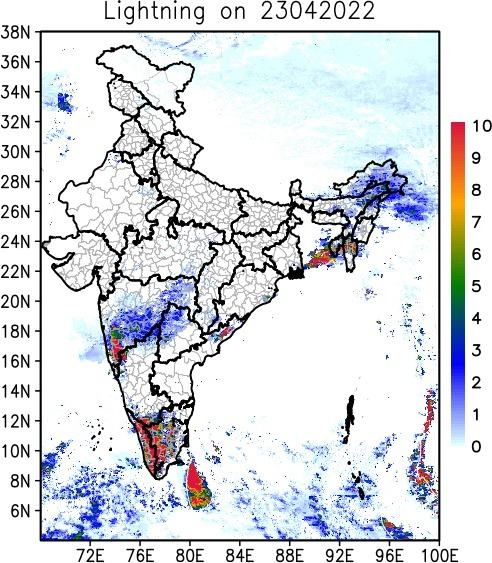 Lightning on 23042022
38N
36N
34N
32N
30N
28N
26N
24N
22N
20N
18N
16N
14N
12N
10N
8N
6N
72E 76E 80E 84E 88E 92E 96E 100E
10
9
8
7
6
5
4
3
2
1
0